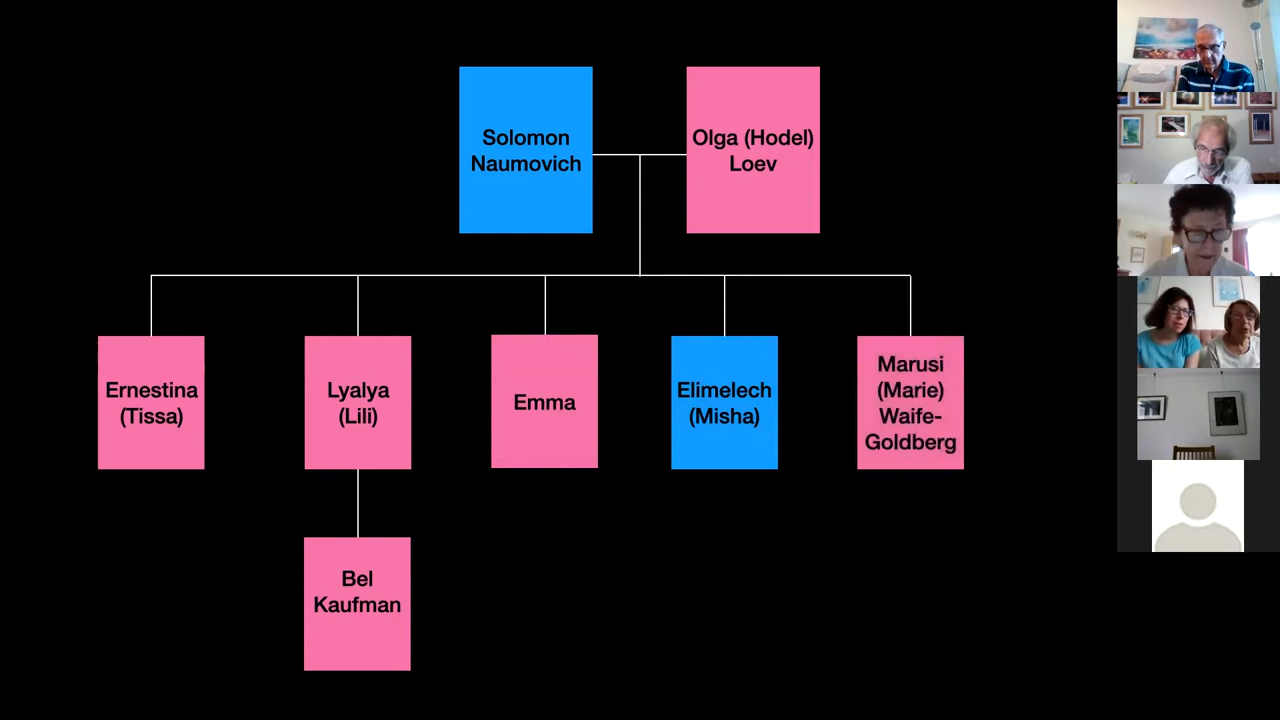 Solomon
Naumovich
Olga (Hodel)
Loev
Ernestina
(Tissa)
Lyalya
(Lili)
Emma
Elimelech
(Misha)
Marusi
(Marie)
Waife-
Goldberg
Bel
Kaufman